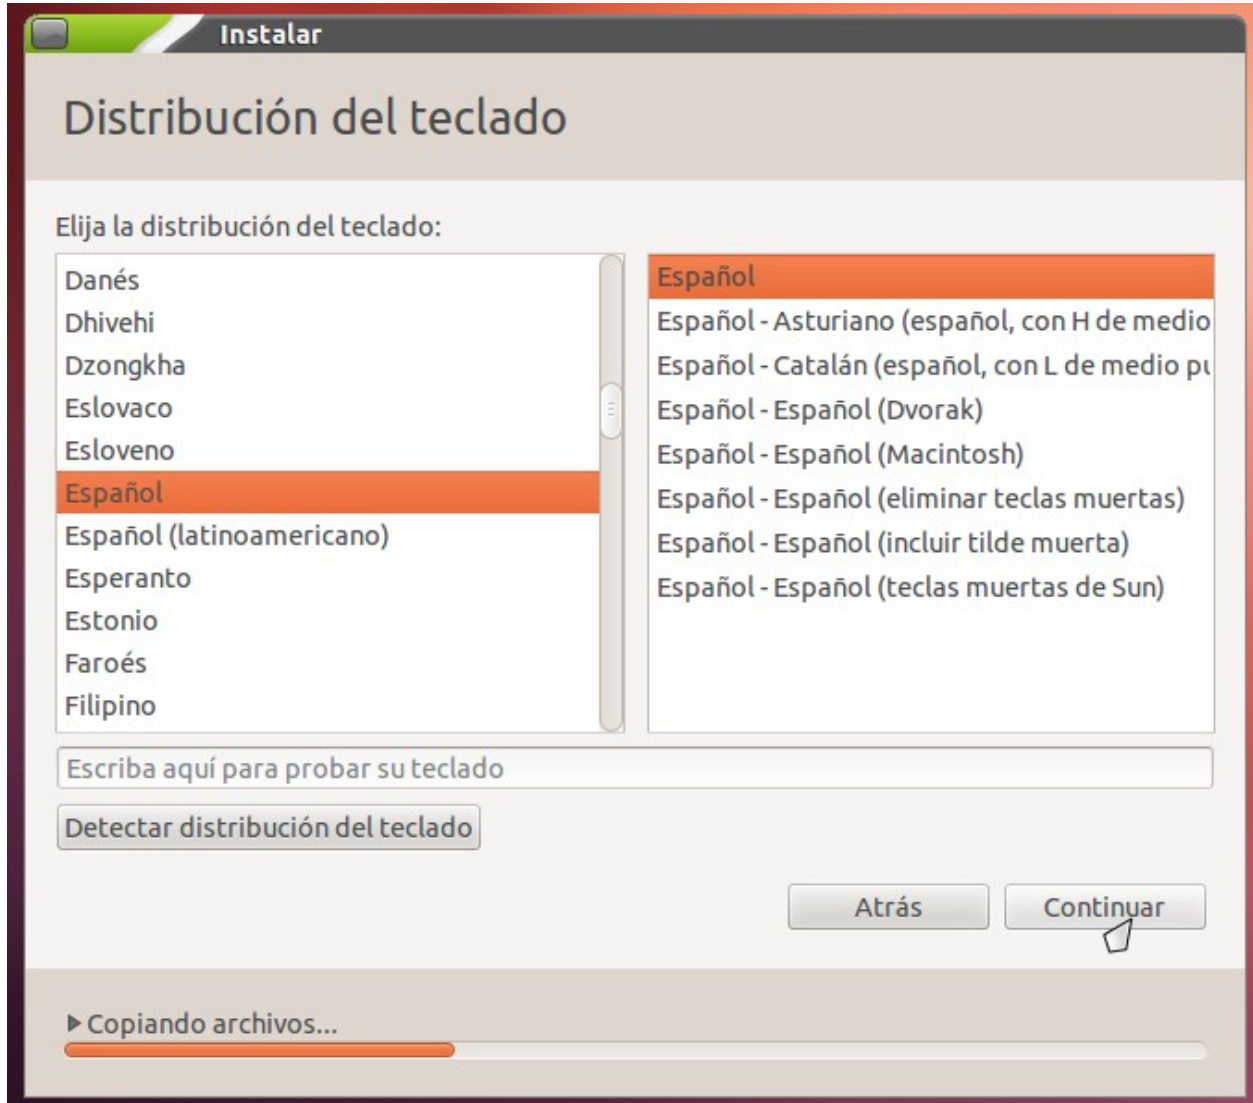 Instalar
Distribución del teclado
Elija la distribución del teclado:
Danés
Dhivehi
Dzongkha
Eslovaco
Esloveno
Español
Español (latinoamericano)
Esperanto
Estonio
Faroés
Filipino
Español
Español - Asturiano (español, con H de medio
Español - Catalán (español, con L de medio
Español - Español (Dvorak)
Español - Español (Macintosh)
Español - Español (eliminar teclas muertas)
Español - Español (incluir tilde muerta)
Español - Español (teclas muertas de Sun)
Escriba aquí para probar su teclado
Detectar distribución del teclado
Atrás
Continuar
Copiando archivos...